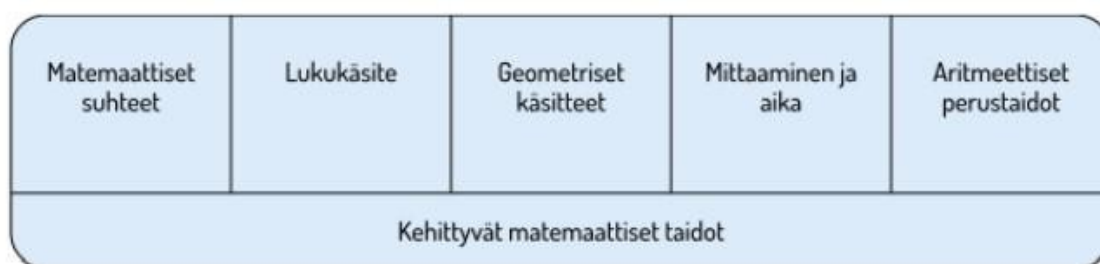 Matemaattiset
suhteet
Lukukäsite
Geometriset
käsitteet
Mittaaminen ja
aika
Aritmeettiset
perustaidot
Kehittyvät matemaattiset taidot